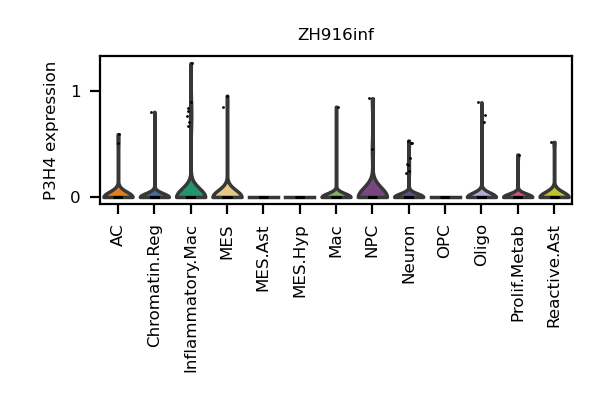 ZH916inf
P3H4 expression
1
0
AC
Chromatin.Reg
Inflammatory.Mac
MES
MES.Ast
MES.Hyp
Mac
NPC
Neuron
OPC
Oligo
Prolif.Metab
Reactive.Ast